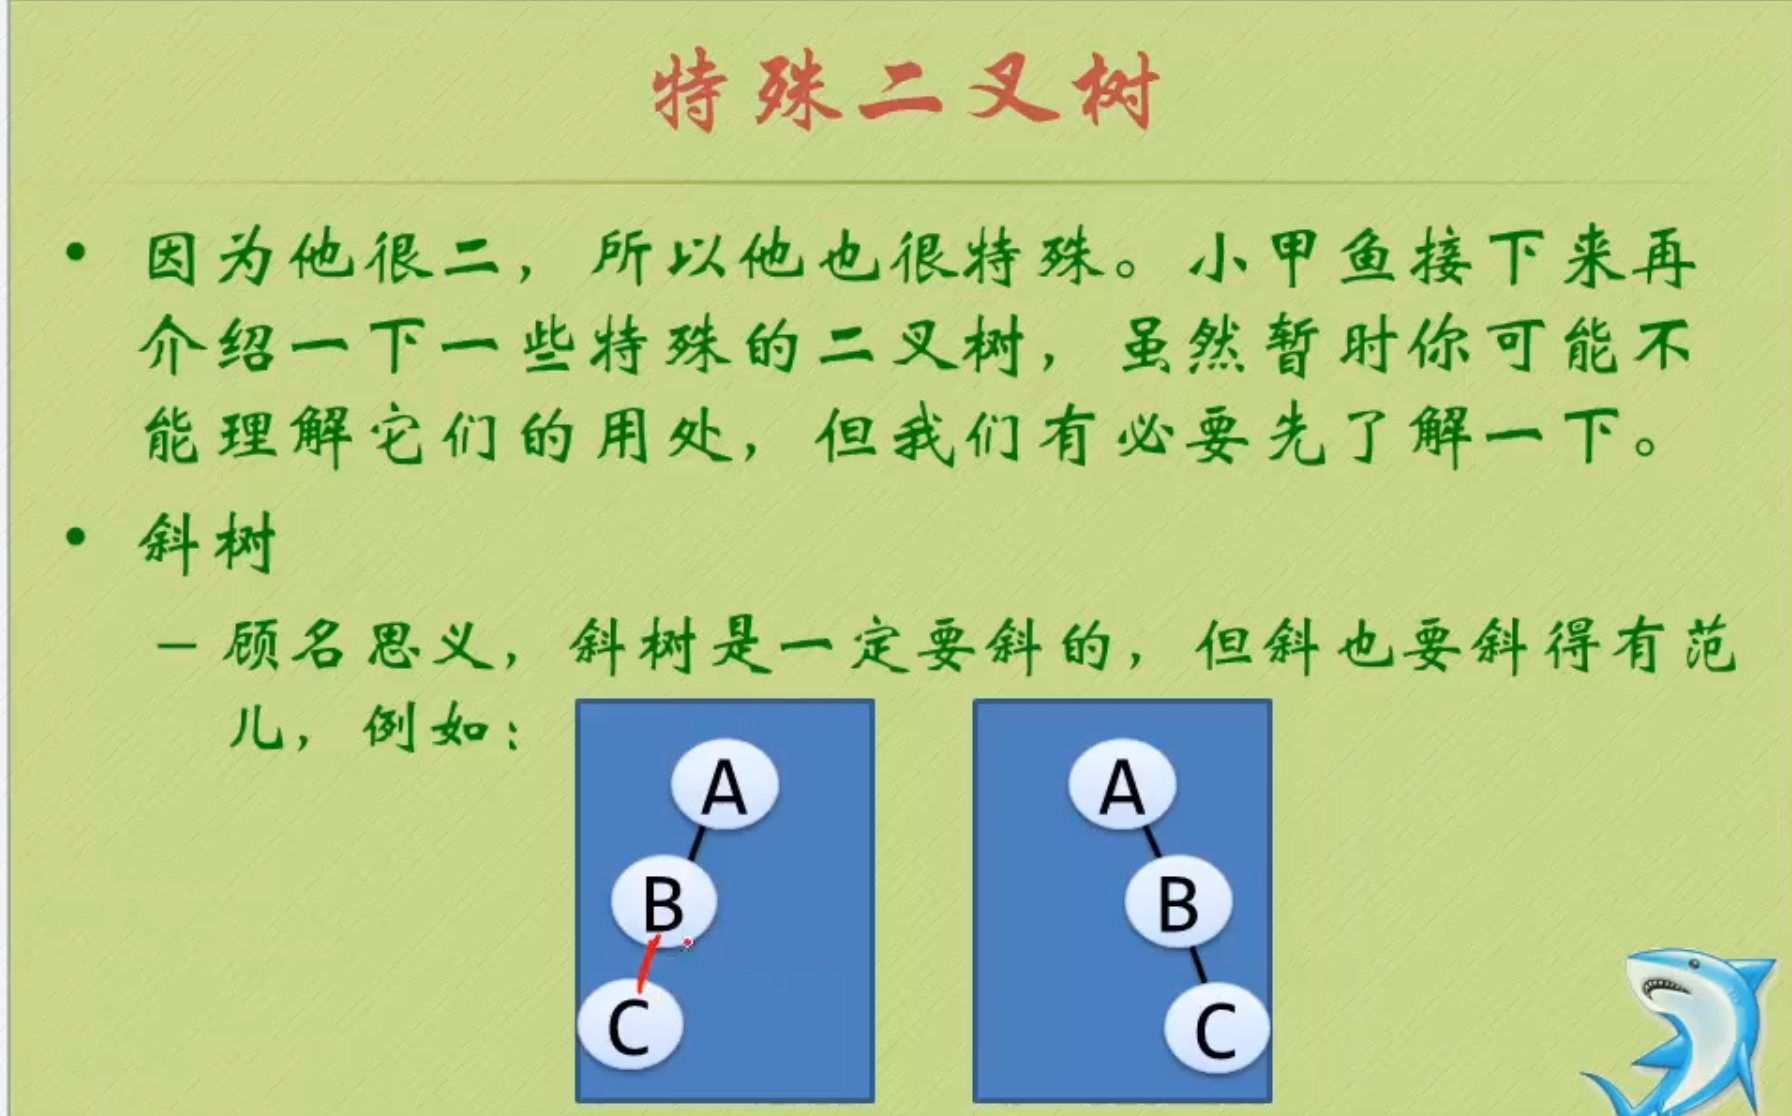 特殊二叉树
• 因为他很二，所以他也很特殊。小甲鱼接下来再
介绍一下一些特殊的二叉树，虽然暂时你可能不
能理解它们的用处，但我们有必要先了解一下。
• 斜树
– 顾名思义，斜树是一定要斜的，但斜也要斜得有范
儿，例如：
A
B
C
A
B
C